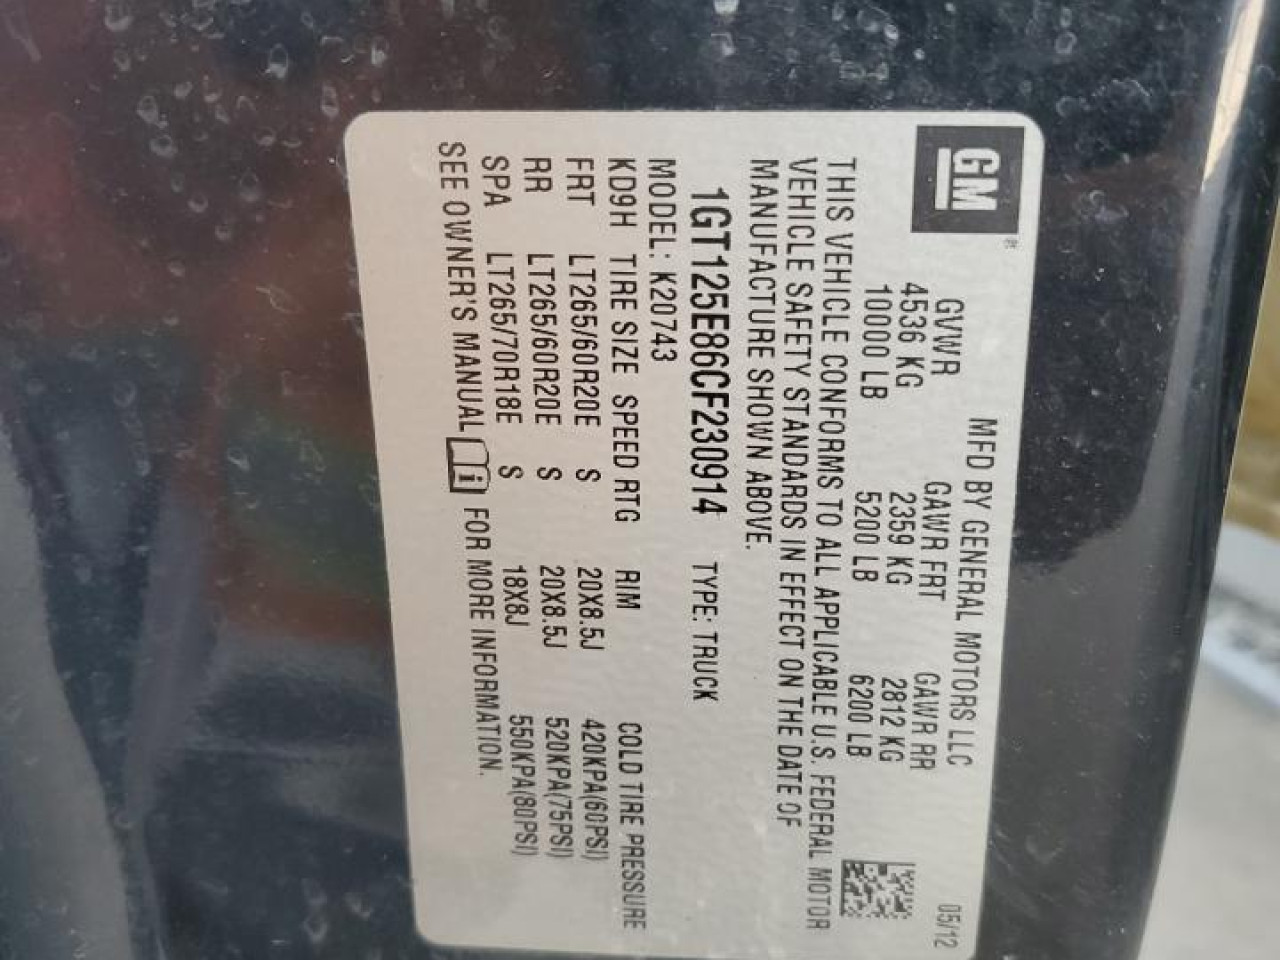 GM
®
MFD BY GENERAL MOTORS LLC 05/12
GVWR GAWR FRT GAWR RR
4536 KG 2359 KG 2812 KG
10000 LB 5200 LB 6200 LB
THIS VEHICLE CONFORMS TO ALL APPLICABLE U.S. FEDERAL MOTOR
VEHICLE SAFETY STANDARDS IN EFFECT ON THE DATE OF
MANUFACTURE SHOWN ABOVE.
1GT125E86CF230914 TYPE: TRUCK
MODEL: K20743
KD9H TIRE SIZE SPEED RTG RIM COLD TIRE PRESSURE
FRT LT265/60R20E S 20X8.5J 420KPA(60PSI)
RR LT265/60R20E S 20X8.5J 520KPA(75PSI)
SPA LT265/70R18E S 18X8J 550KPA(80PSI)
SEE OWNER'S MANUAL i FOR MORE INFORMATION.